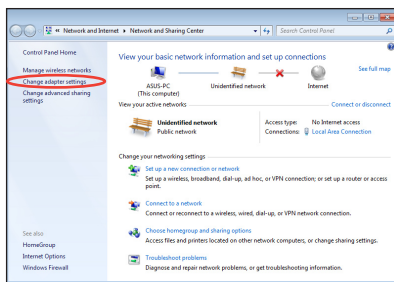 Network and Internet
Network and Sharing Center
Search Control Panel
Control Panel Home
Manage wireless networks
Change adapter settings
Change advanced sharing
settings
View your basic network information and set up connections
See full map
ASUS-PC
(This computer)
Unidentified network
Internet
View your active networks
Connect or disconnect
Unidentified network
Public network
Access type:
No Internet access
Connections:
Local Area Connection
Change your networking settings
Set up a new connection or network
Set up a wireless, broadband, dial-up, ad hoc, or VPN connection; or set up a router or access
point.
Connect to a network
Connect or reconnect to a wireless, wired, dial-up, or VPN network connection.
Choose homegroup and sharing options
Access files and printers located on other network computers, or change sharing settings.
Troubleshoot problems
Diagnose and repair network problems, or get troubleshooting information.
See also
HomeGroup
Internet Options
Windows Firewall